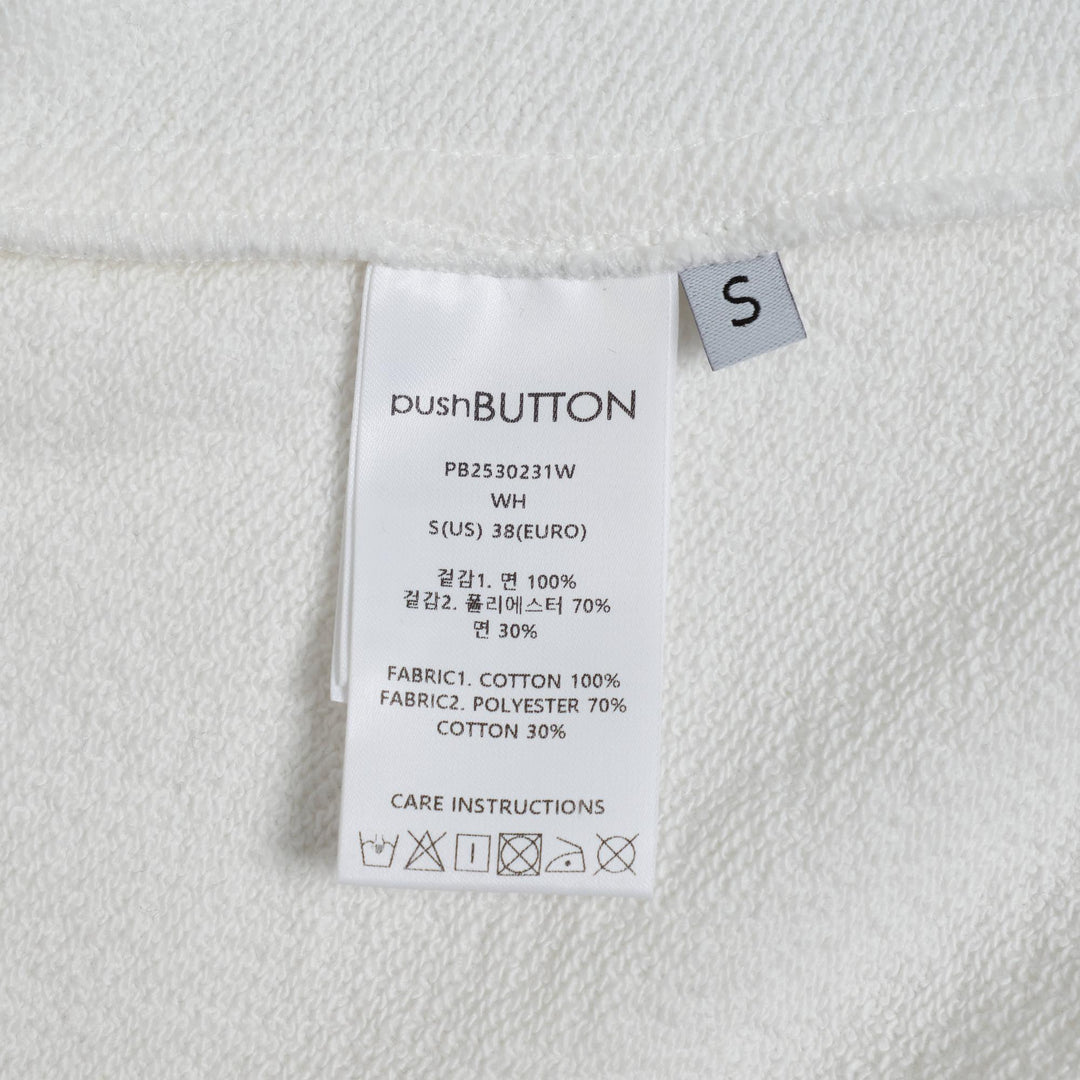 S
pushBUTTON
PB2530231W
WH
S(US) 38(EURO)
겉감1. 면 100%
겉감2. 폴리에스터 70%
면 30%
FABRIC1. COTTON 100%
FABRIC2. POLYESTER 70%
COTTON 30%
CARE INSTRUCTIONS